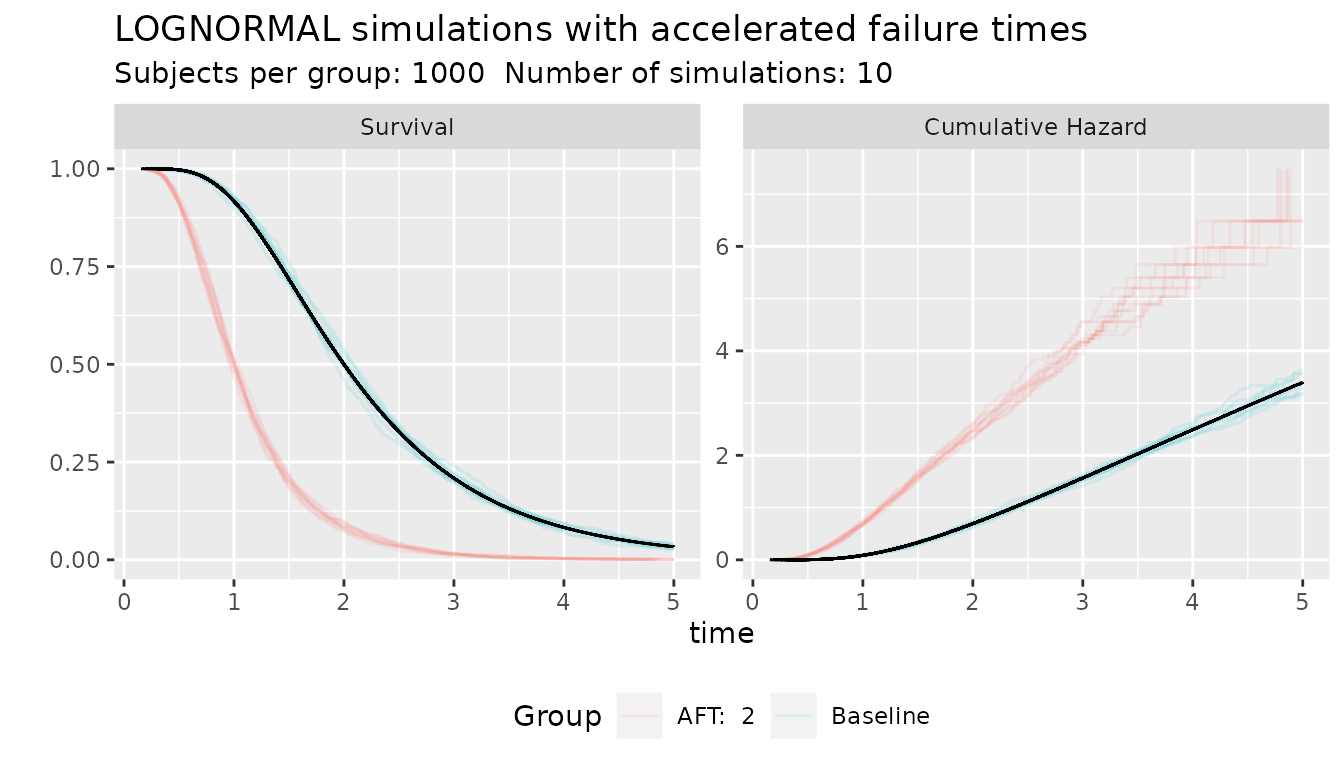 LOGNORMAL simulations with accelerated failure times
Subjects per group: 1000  Number of simulations: 10
Survival
Cumulative Hazard
1.00
0.75
0.50
0.25
0.00
6
4
2
0
0 1 2 3 4 5
0 1 2 3 4 5
time
Group AFT:  2 Baseline